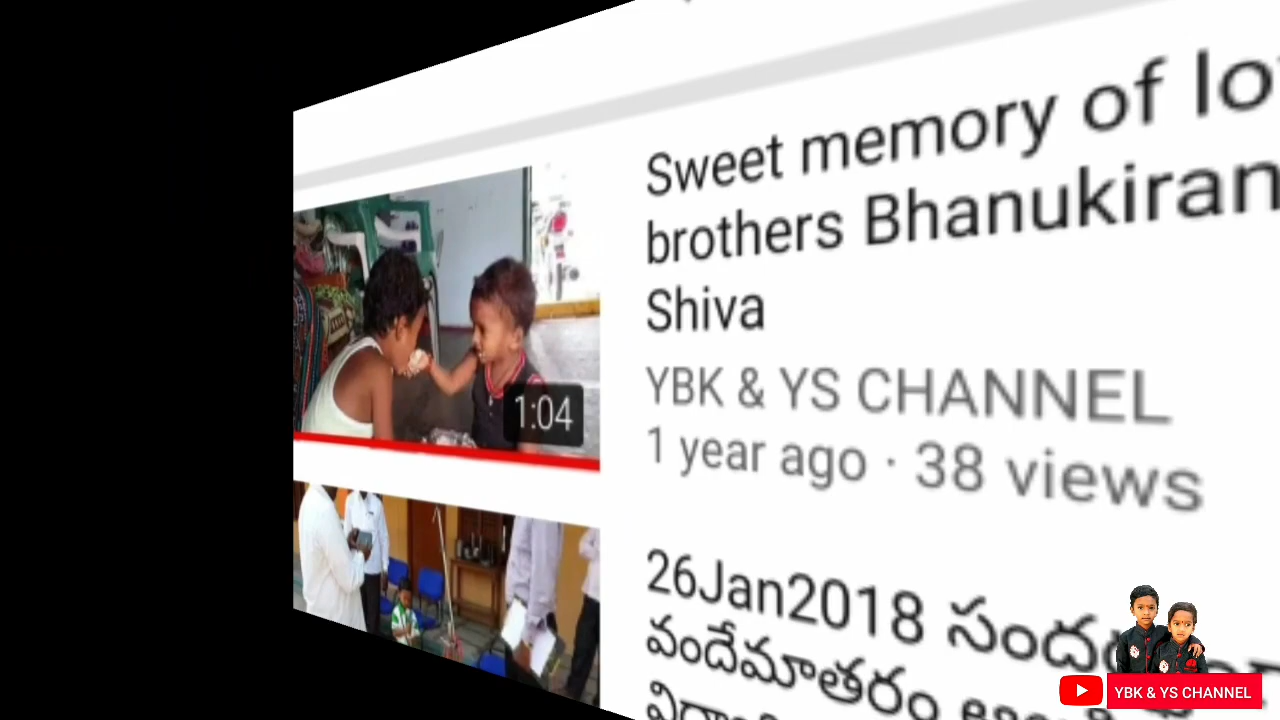 Sweet memory of
brothers Bhanukiran
Shiva
1:04
YBK & YS CHANNEL
1 year ago · 38 views
26Jan2018
వందేమాతరం
YBK & YS CHANNEL